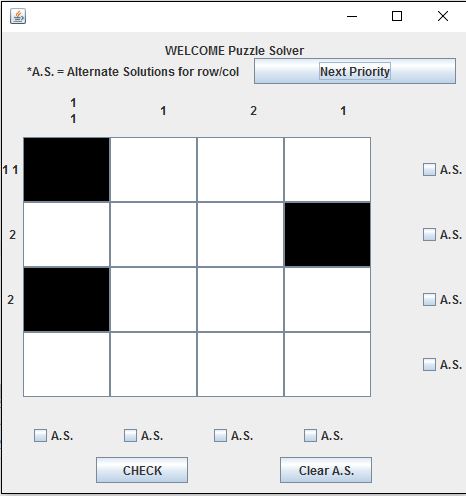 WELCOME Puzzle Solver
*A.S. = Alternate Solutions for row/col Next Priority
1
1 1 2 1
1 1 A.S.
2 A.S.
2 A.S.
A.S.
A.S. A.S. A.S. A.S.
CHECK Clear A.S.